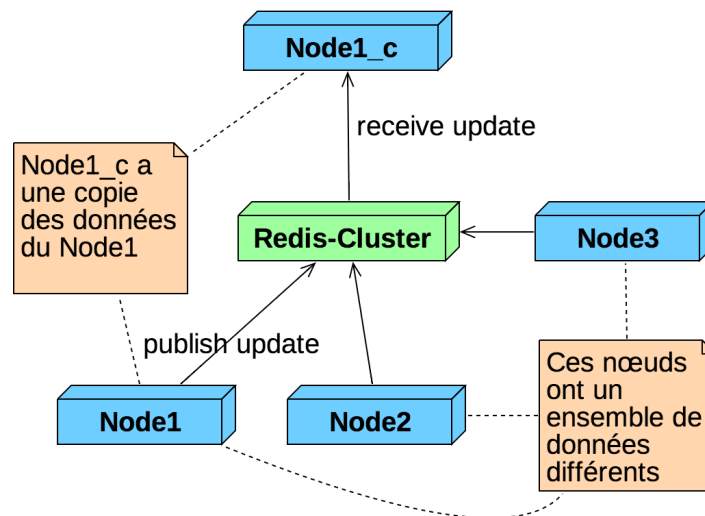 Node1_c
receive update
Node1_c a
une copie
des données
du Node1
Redis-Cluster
Node3
publish update
Node1
Node2
Ces nœuds
ont un
ensemble de
données
différents